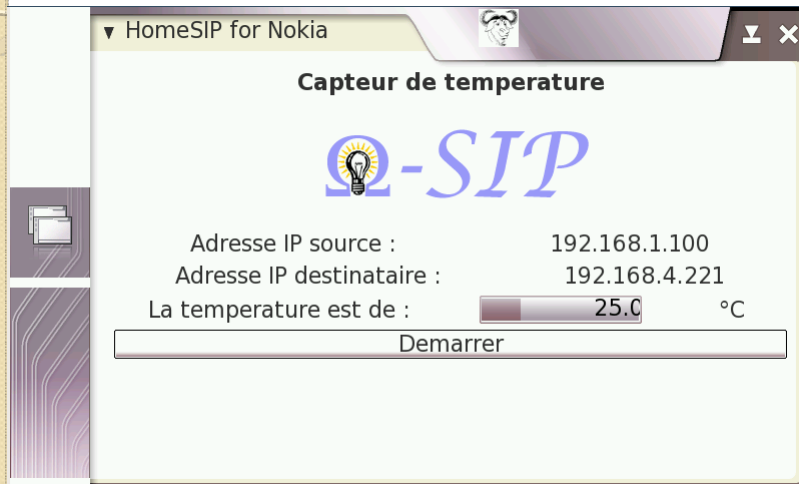 HomeSIP for Nokia
Capteur de temperature
Ω-SIP
Adresse IP source : 192.168.1.100
Adresse IP destinataire : 192.168.4.221
La temperature est de : 25.0 °C
Demarrer